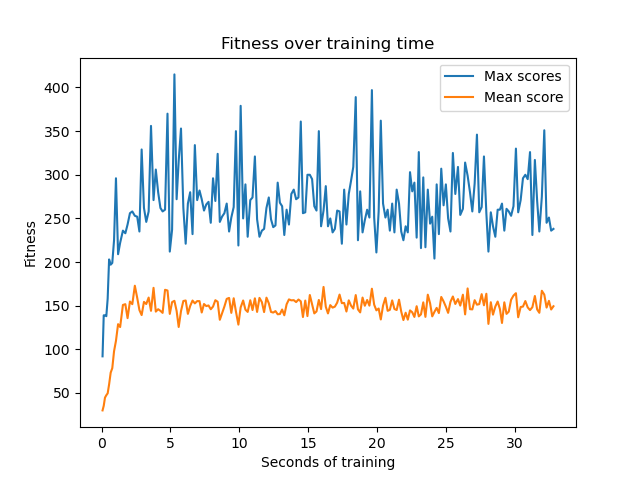 Fitness over training time
Max scores
Mean score
400
350
300
250
200
150
100
50
Fitness
0 5 10 15 20 25 30
Seconds of training